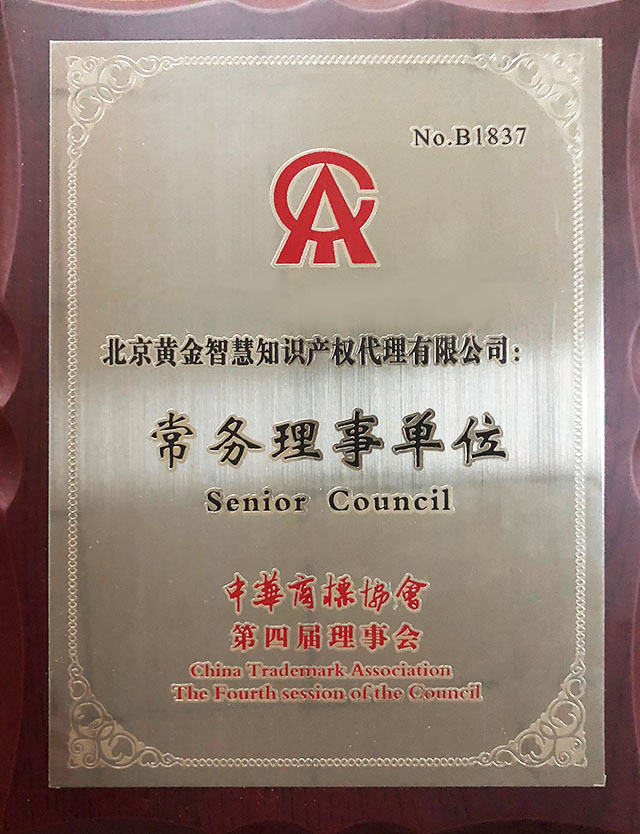 No.B1837
北京黄金智慧知识产权代理有限公司：
常务理事单位
Senior Council
中華商標協會
第四届理事会
China Trademark Association
The Fourth session of the Council